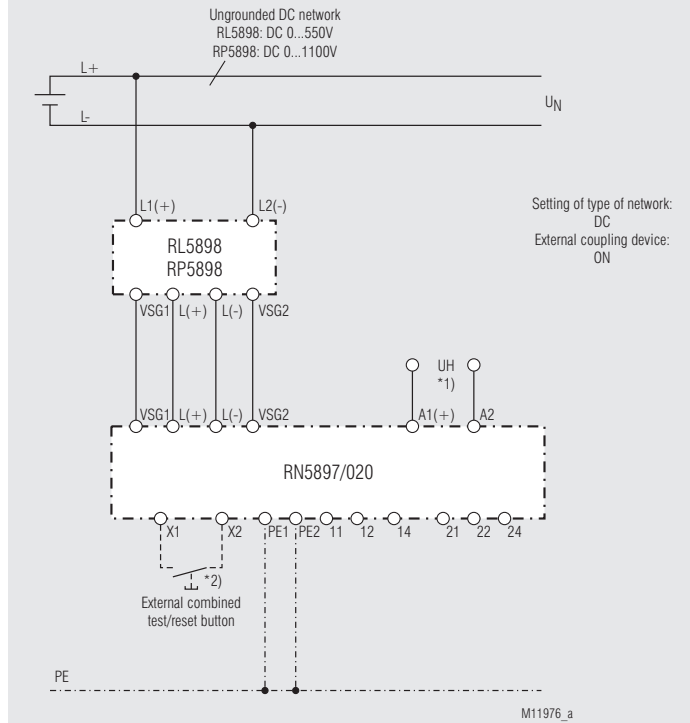 Ungrounded DC network
RL5898: DC 0...550V
RP5898: DC 0...1100V
L+
UN
L-
L1(+)
L2(-)
Setting of type of network:
DC
External coupling device:
ON
RL5898
RP5898
VSG1 L(+) L(-) VSG2
UH
*1)
VSG1 L(+) L(-) VSG2
A1(+) A2
RN5897/020
X1 X2 PE1 PE2 11 12 14 21 22 24
*2)
External combined
test/reset button
PE
M11976_a